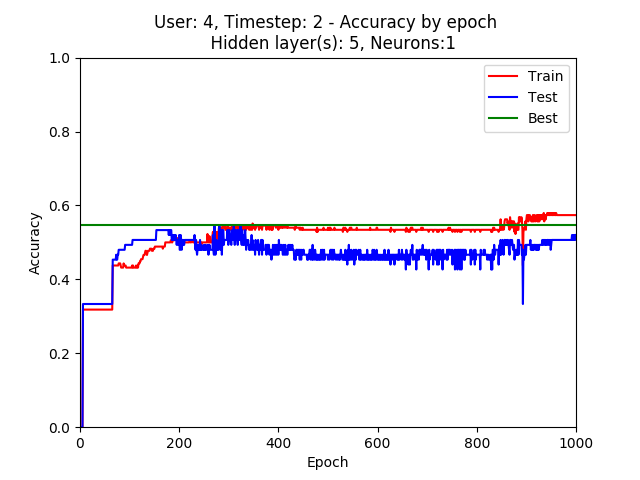 User: 4, Timestep: 2 - Accuracy by epoch
Hidden layer(s): 5, Neurons:1
1.0
0.8
0.6
0.4
0.2
0.0
Accuracy
Train
Test
Best
0 200 400 600 800 1000
Epoch